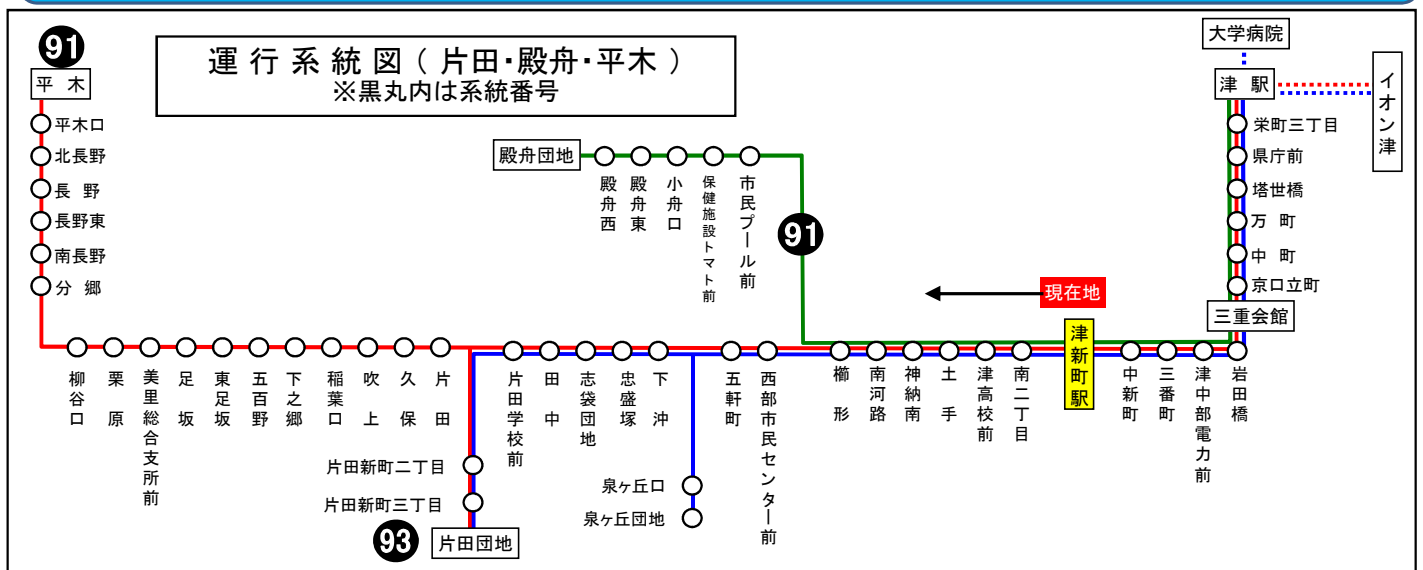 運行系統図（片田・殿舟・平木）
※黒丸内は系統番号
91
平木
平木口
北長野
長野
長野東
南長野
分郷
殿舟団地
殿舟西
殿舟東
小舟口
保健施設トマト前
市民プール前
91
現在地
大学病院
津駅
イオン津
栄町三丁目
県庁前
塔世橋
万町
中町
京口立町
三重会館
柳谷口
栗原
美里総合支所前
足坂
東足坂
五百野
下之郷
稲葉口
吹上
久保
片田
片田学校前
田中
志袋団地
忠盛塚
下沖
五軒町
西部市民センター前
櫛形
南河路
神納南
土手
津高校前
南二丁目
津新町駅
中新町
三番町
津中部電力前
岩田橋
片田新町二丁目
片田新町三丁目
93
片田団地
泉ヶ丘口
泉ヶ丘団地